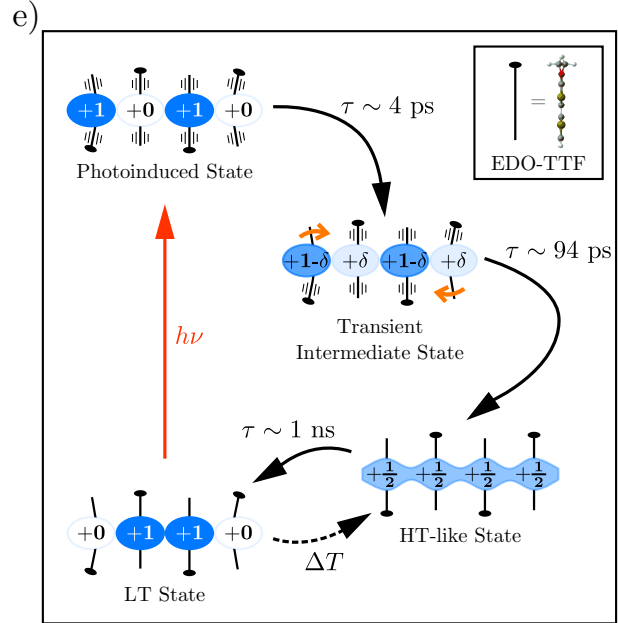 e)
+1 +0 +1 +0
Photoinduced State
τ ~ 4 ps
=
EDO-TTF
+1-δ +δ +1-δ +δ
τ ~ 94 ps
Transient
Intermediate State
hν
τ ~ 1 ns
+1/2 +1/2 +1/2 +1/2
HT-like State
+0 +1 +1 +0
ΔT
LT State